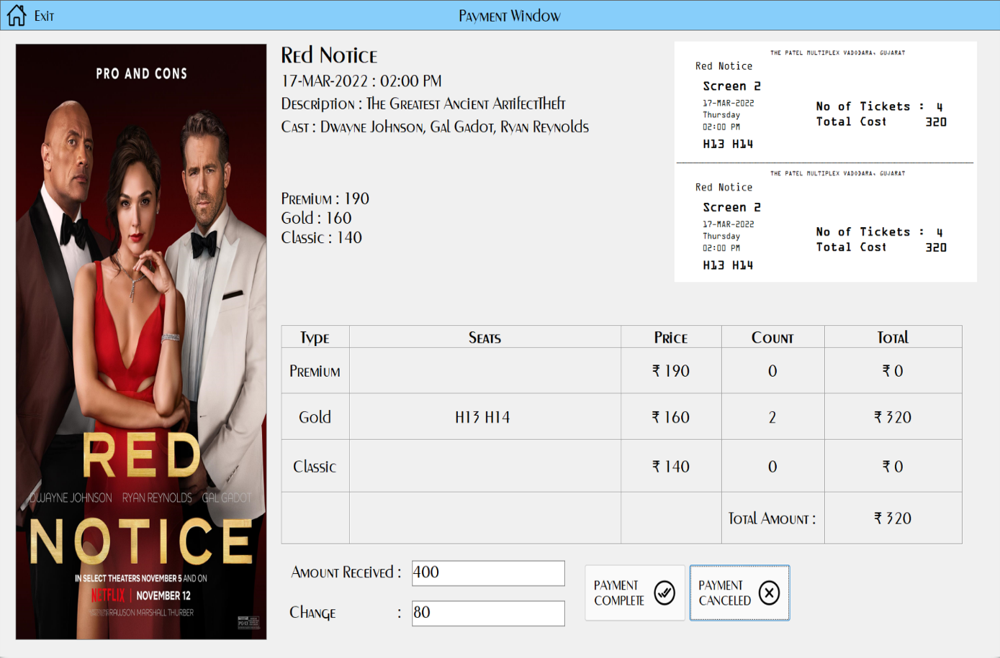 Exit
Payment Window
PRO AND CONS
RED
DWAYNE JOHNSON RYAN REYNOLDS GAL GADOT
NOTICE
IN SELECT THEATERS NOVEMBER 5 AND ON
NETFLIX | NOVEMBER 12
RAWSON MARSHALL THURBER
Red Notice
17-MAR-2022 : 02:00 PM
Description : The Greatest Ancient ArtifectTheft
Cast : Dwayne Johnson, Gal Gadot, Ryan Reynolds
Premium : 190
Gold : 160
Classic : 140
THE PATEL MULTIPLEX VADODARA, GUJARAT
Red Notice
Screen 2
17-MAR-2022
Thursday
02:00 PM
H13 H14
No of Tickets : 4
Total Cost 320
THE PATEL MULTIPLEX VADODARA, GUJARAT
Red Notice
Screen 2
17-MAR-2022
Thursday
02:00 PM
H13 H14
No of Tickets : 4
Total Cost 320
Type Seats Price Count Total
Premium ₹ 190 0 ₹ 0
Gold H13 H14 ₹ 160 2 ₹ 320
Classic ₹ 140 0 ₹ 0
Total Amount : ₹ 320
Amount Received : 400
Change : 80
PAYMENT
COMPLETE
PAYMENT
CANCELED